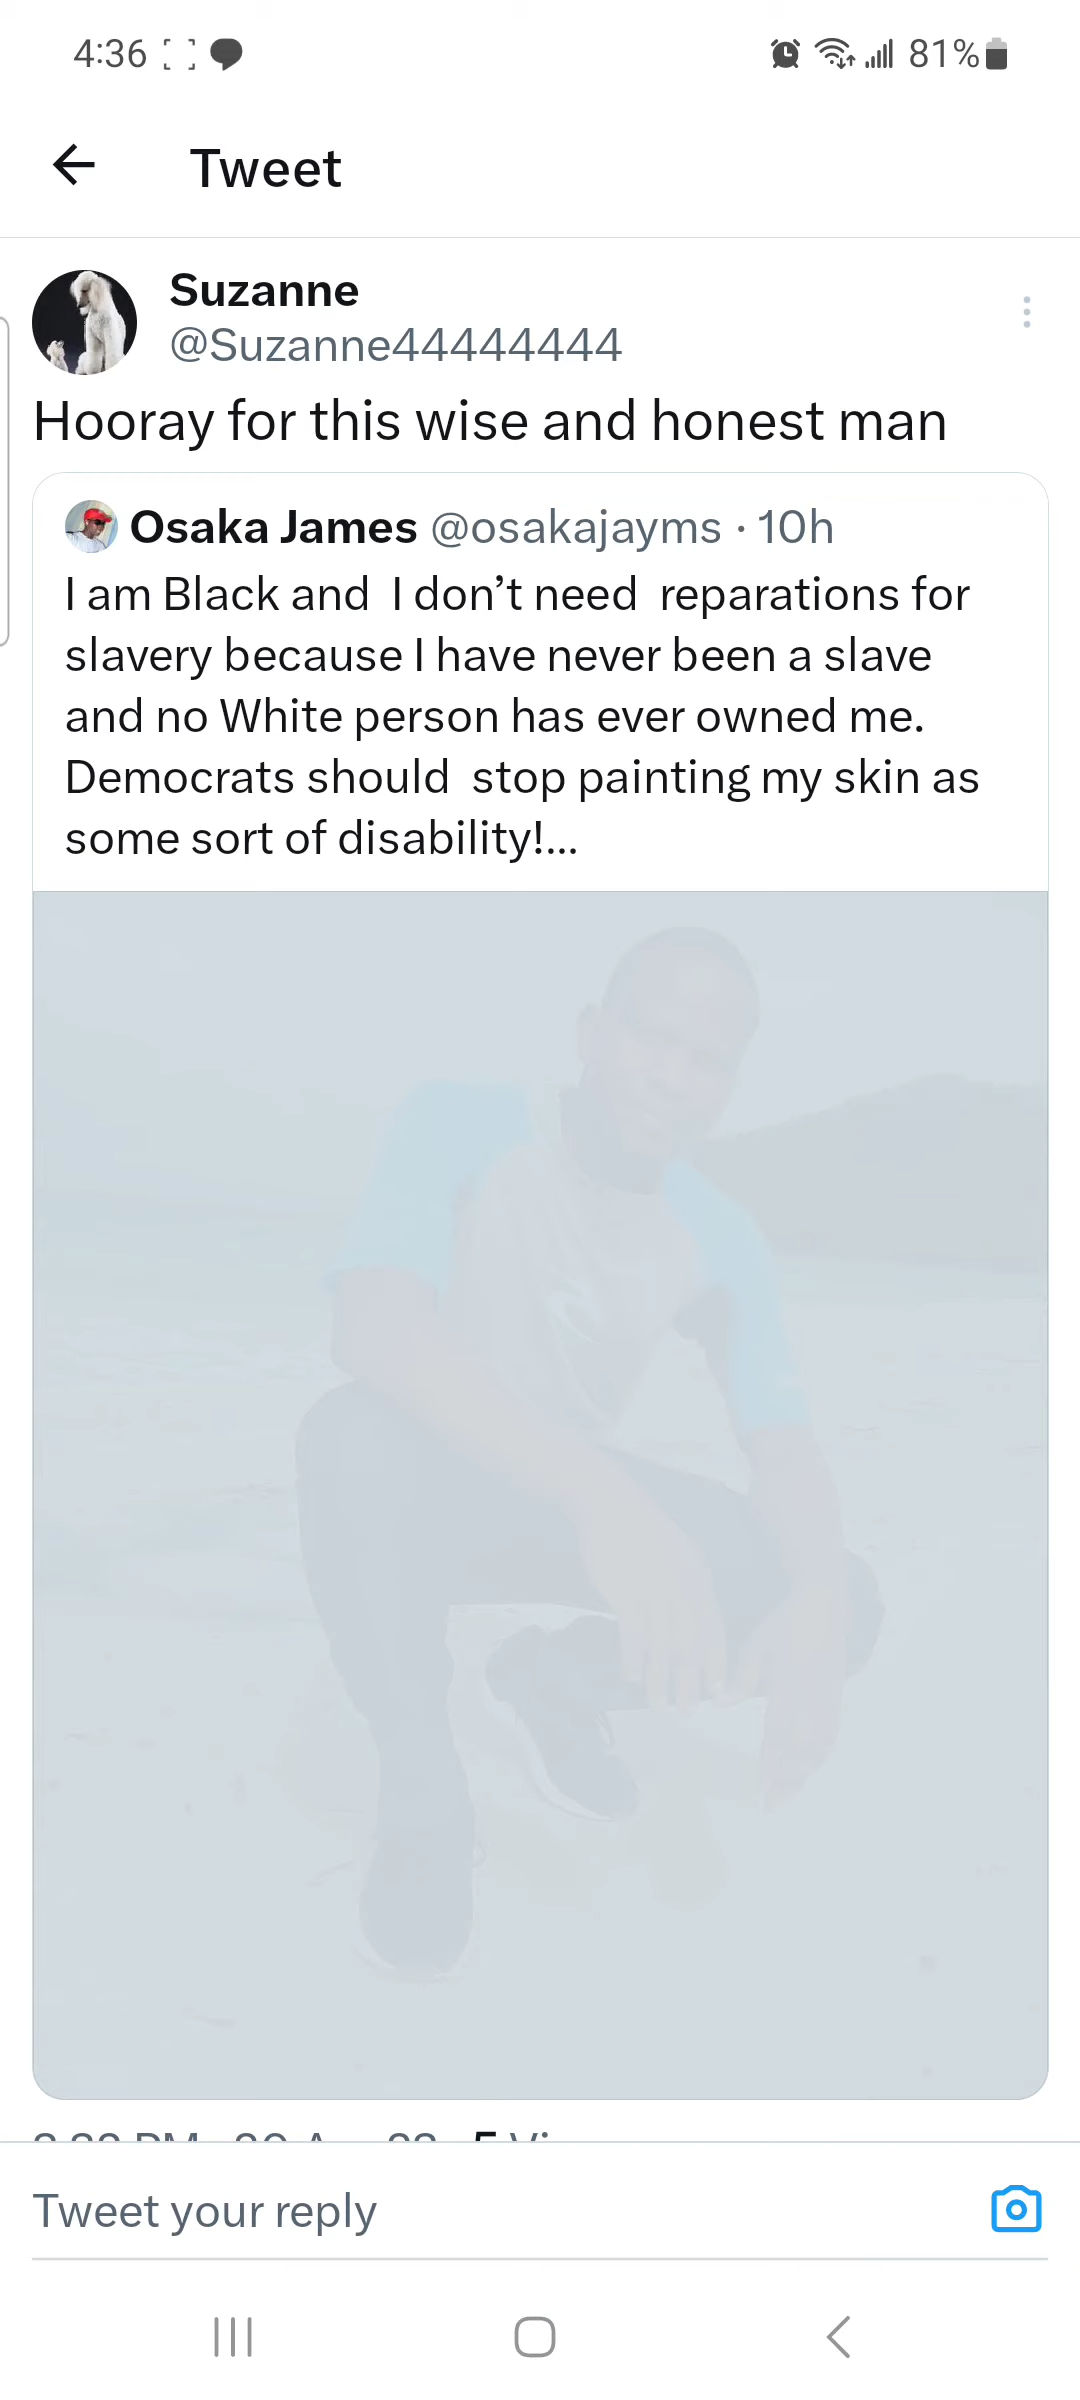 4:36
81%
Tweet
Suzanne
@Suzanne44444444
Hooray for this wise and honest man
Osaka James @osakajayms · 10h
I am Black and I don’t need reparations for
slavery because I have never been a slave
and no White person has ever owned me.
Democrats should stop painting my skin as
some sort of disability!...
Tweet your reply